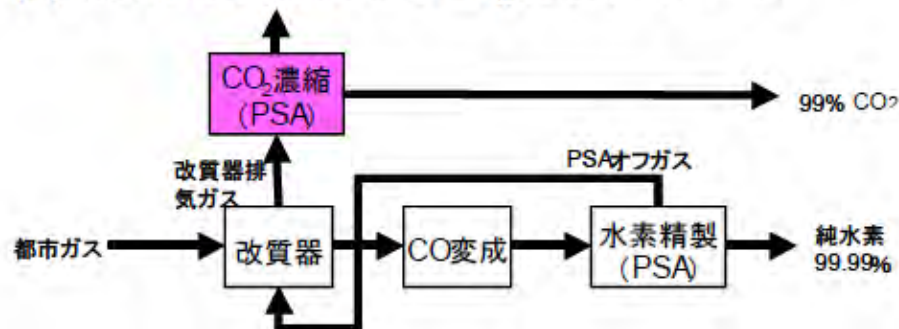 CO₂濃縮
(PSA)
99% CO₂
改質器排
気ガス
PSAオフガス
都市ガス
改質器
CO変成
水素精製
(PSA)
純水素
99.99%